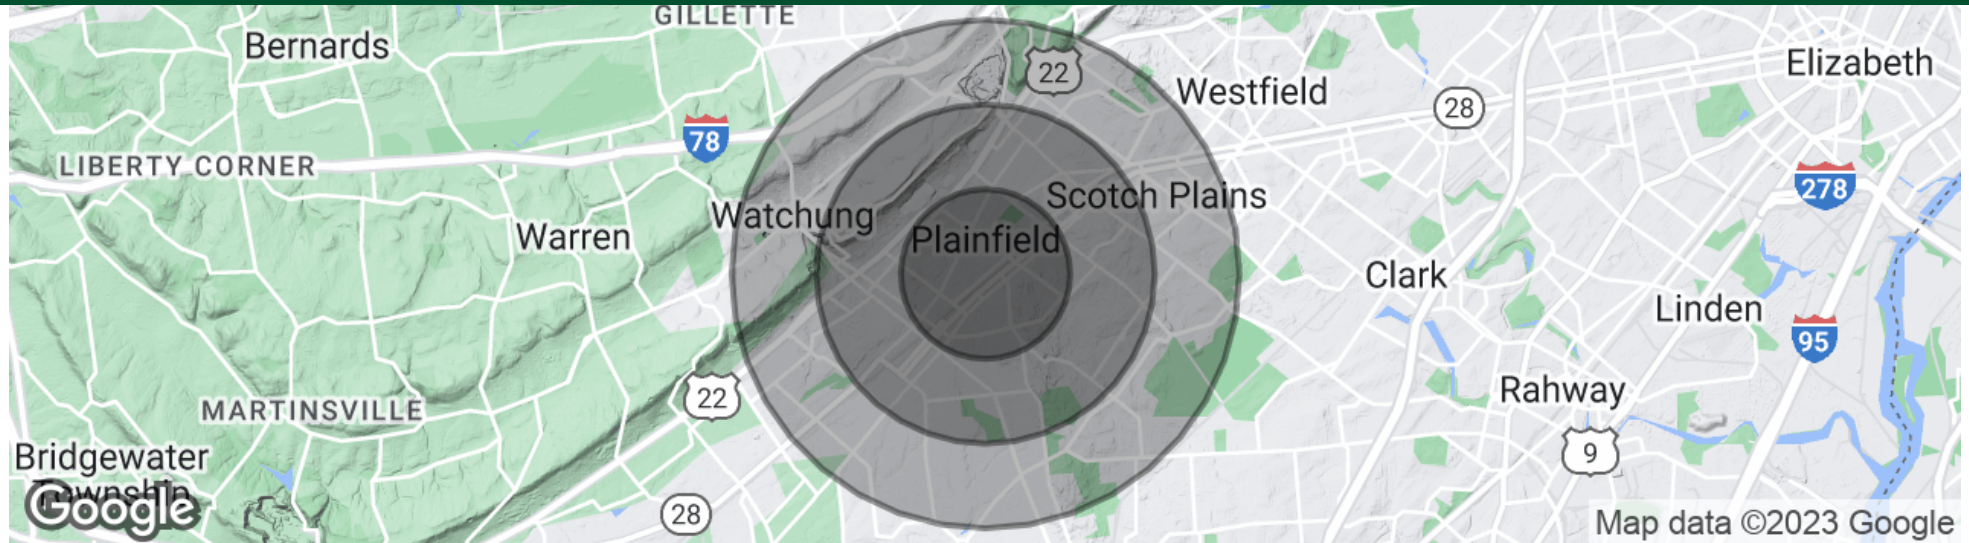 GILLETTE
Bernards
22
Westfield
Elizabeth
28
78
LIBERTY CORNER
278
Scotch Plains
Watchung
Warren
Plainfield
Clark
Linden
95
22
Rahway
MARTINSVILLE
9
Bridgewater
Township
Google
28
Map data ©2023 Google